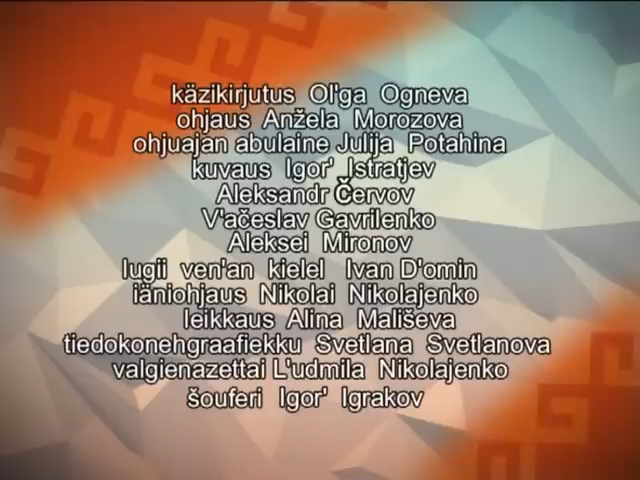 käzikirjutus Ol'ga Ogneva
ohjaus Anžela Morozova
ohjuajan abulaine Julija Potahina
kuvaus Igor' Istratjev
Aleksandr Červov
V'ačeslav Gavrilenko
Aleksei Mironov
lugii ven'an kielel Ivan D'omin
iäniohjaus Nikolai Nikolajenko
leikkaus Alina Mališeva
tiedokonehgraafiekku Svetlana Svetlanova
valgienazettai L'udmila Nikolajenko
šouferi Igor' Igrakov